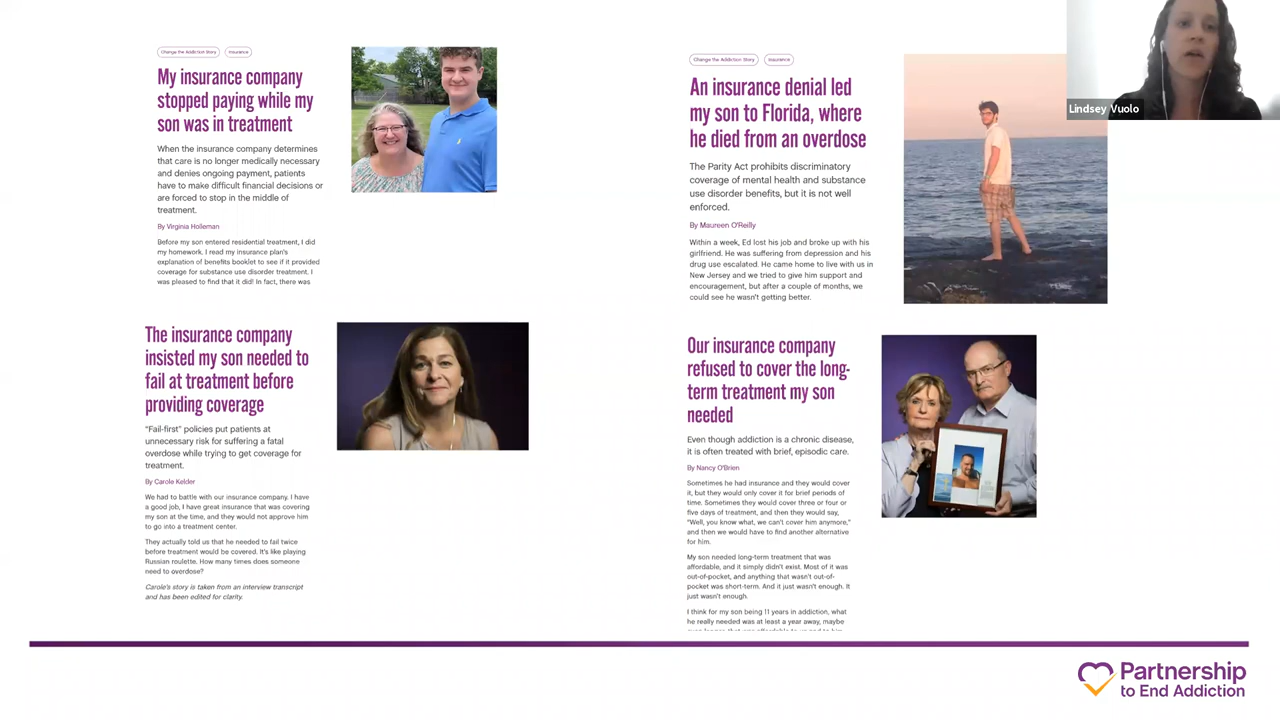 Change the Addiction Story
Insurance
My insurance company
stopped paying while my
son was in treatment
When the insurance company determines
that care is no longer medically necessary
and denies ongoing payment, patients
have to make difficult financial decisions or
are forced to stop in the middle of
treatment.
By Virginia Holleman
Before my son entered residential treatment, I did
my homework. I read my insurance plan's
explanation of benefits booklet to see if it provided
coverage for substance use disorder treatment. I
was pleased to find that it did! In fact, there was
The insurance company
insisted my son needed to
fail at treatment before
providing coverage
“Fail-first” policies put patients at
unnecessary risk for suffering a fatal
overdose while trying to get coverage for
treatment.
By Carole Kelder
We had to battle with our insurance company. I have
a good job, I have great insurance that was covering
my son at the time, and they would not approve him
to go into a treatment center.
They actually told us that he needed to fail twice
before treatment would be covered. It's like playing
Russian roulette. How many times does someone
need to overdose?
Carole's story is taken from an interview transcript
and has been edited for clarity.
Change the Addiction Story
Insurance
An insurance denial led
my son to Florida, where
he died from an overdose
The Parity Act prohibits discriminatory
coverage of mental health and substance
use disorder benefits, but it is not well
enforced.
By Maureen O'Reilly
Within a week, Ed lost his job and broke up with his
girlfriend. He was suffering from depression and his
drug use escalated. He came home to live with us in
New Jersey and we tried to give him support and
encouragement, but after a couple of months, we
could see he wasn't getting better.
Our insurance company
refused to cover the long-
term treatment my son
needed
Even though addiction is a chronic disease,
it is often treated with brief, episodic care.
By Nancy O'Brien
Sometimes he had insurance and they would cover
it, but they would only cover it for brief periods of
time. Sometimes they would cover three or four or
five days of treatment, and then they would say,
“Well, you know what, we can't cover him anymore,”
and then we would have to find another alternative
for him.
My son needed long-term treatment that was
affordable, and it simply didn't exist. Most of it was
out-of-pocket, and anything that wasn't out-of-
pocket was short-term. And it just wasn't enough. It
just wasn't enough.
I think for my son being 11 years in addiction, what
he really needed was at least a year away, maybe
Lindsey Vuolo
Partnership
to End Addiction